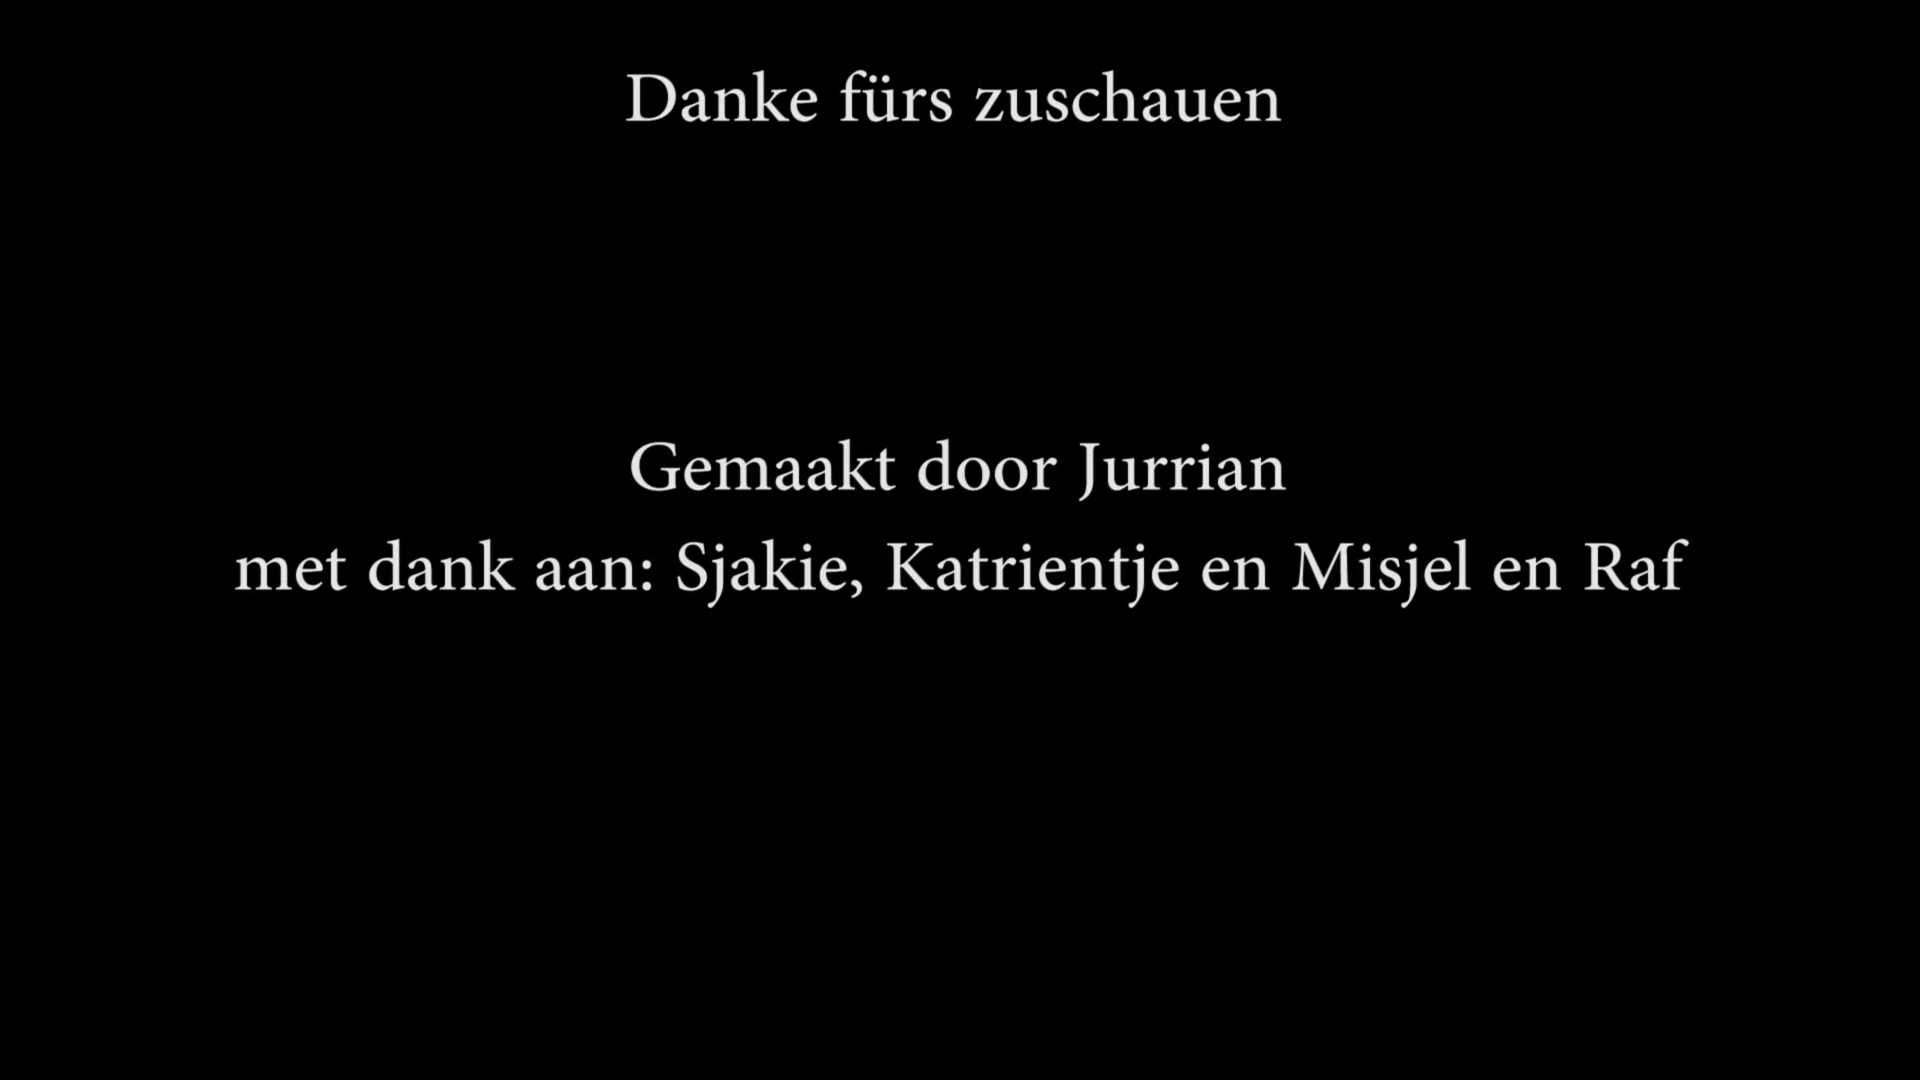 Danke fürs zuschauen
Gemaakt door Jurrian
met dank aan: Sjakie, Katrientje en Misjel en Raf